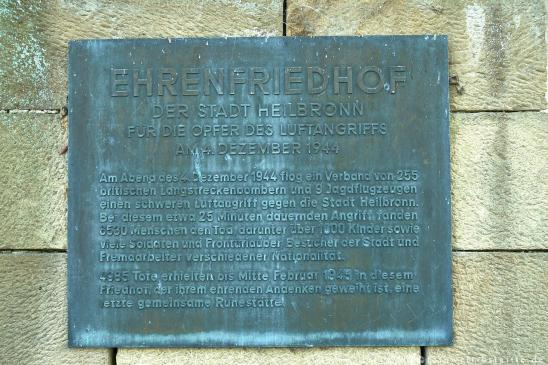 EHRENFRIEDHOF
DER STADT HEILBRONN
FÜR DIE OPFER DES LUFTANGRIFFS
AM 4. DEZEMBER 1944
Am Abend des 4. Dezember 1944 flog ein Verband von 255
britischen Langstreckenbombern und 9 Jagdflugzeugen
einen schweren Luftangriff gegen die Stadt Heilbronn.
Bei diesem etwa 25 Minuten dauernden Angriff fanden
6530 Menschen den Tod, darunter über 1000 Kinder sowie
viele Soldaten und Fronturlauber, Besucher der Stadt und
Fremdarbeiter verschiedener Nationalität.
4985 Tote erhielten bis Mitte Februar 1945 in diesem
Friedhof, der ihrem ehrenden Andenken geweiht ist, eine
letzte gemeinsame Ruhestätte.